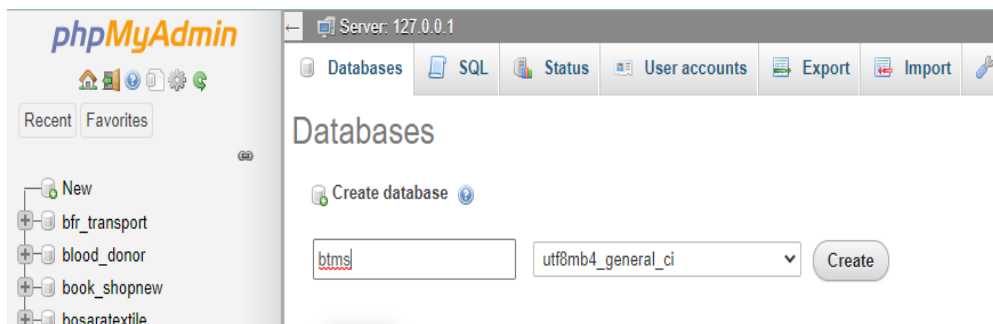 phpMyAdmin
Recent Favorites
New
bfr_transport
blood_donor
book_shopnew
bosaratextile
Server: 127.0.0.1
Databases SQL Status User accounts Export Import
Databases
Create database
btms utf8mb4_general_ci Create